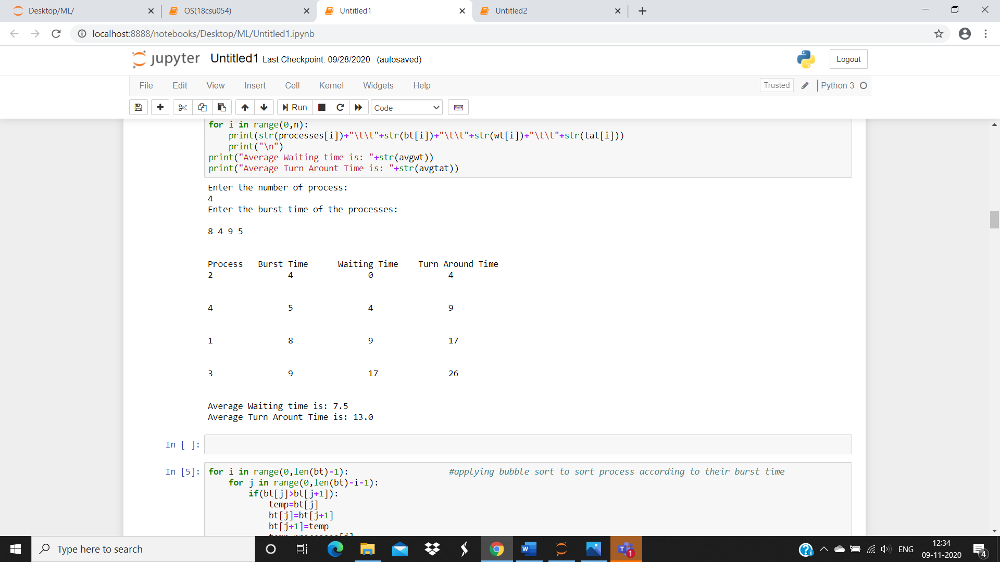 Desktop/ML/ OS(18csu054) Untitled1 Untitled2
localhost:8888/notebooks/Desktop/ML/Untitled1.ipynb
jupyter Untitled1 Last Checkpoint: 09/28/2020 (autosaved) Logout
File Edit View Insert Cell Kernel Widgets Help Trusted Python 3
Run Code
for i in range(0,n):
    print(str(processes[i])+"\t\t"+str(bt[i])+"\t\t"+str(wt[i])+"\t\t"+str(tat[i]))
    print("\n")
print("Average Waiting time is: "+str(avgwt))
print("Average Turn Arount Time is: "+str(avgtat))
Enter the number of process:
4
Enter the burst time of the processes:
8 4 9 5
Process Burst Time Waiting Time Turn Around Time
2 4 0 4
4 5 4 9
1 8 9 17
3 9 17 26
Average Waiting time is: 7.5
Average Turn Arount Time is: 13.0
In [ ]:
In [5]: for i in range(0,len(bt)-1): #applying bubble sort to sort process according to their burst time
    for j in range(0,len(bt)-i-1):
        if(bt[j]>bt[j+1]):
            temp=bt[j]
            bt[j]=bt[j+1]
            bt[j+1]=temp
Type here to search
W
T 1
ENG
12:34
09-11-2020
4